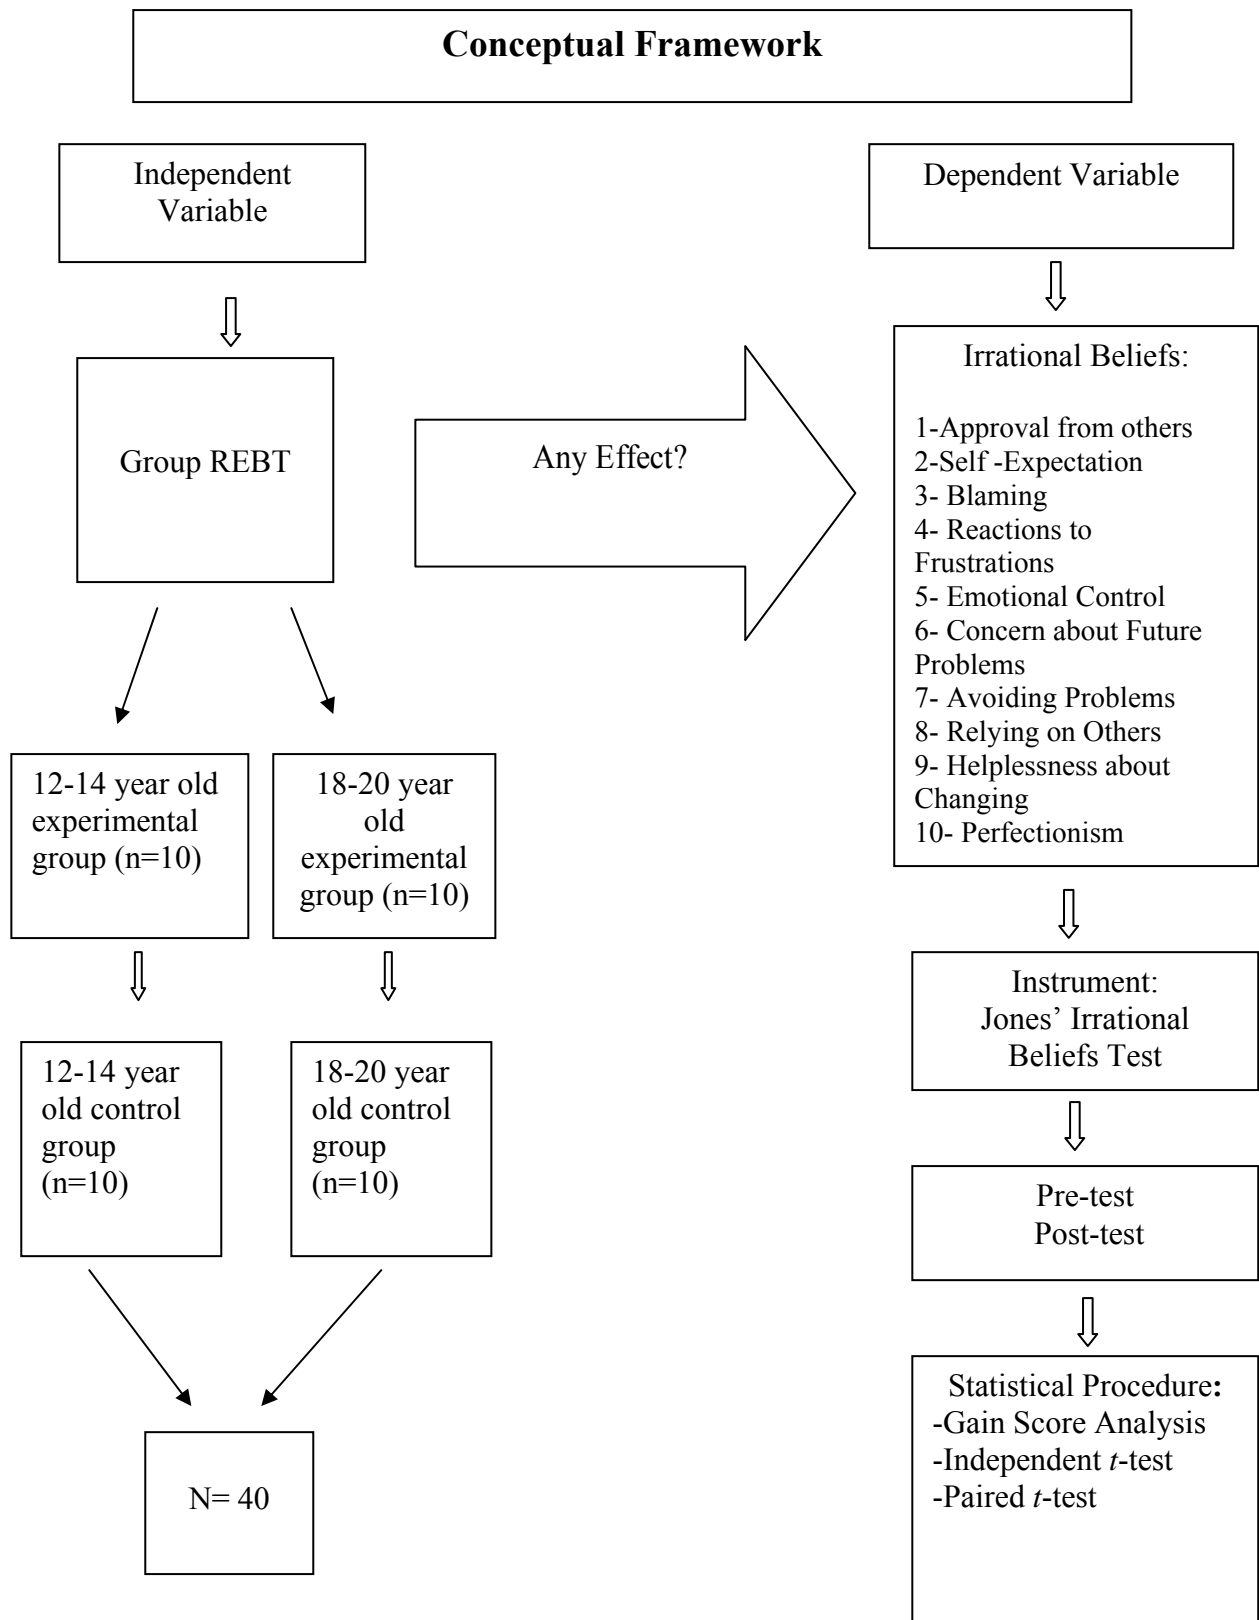 Conceptual Framework
Independent
Variable
Dependent Variable
Group REBT
Any Effect?
Irrational Beliefs:
1-Approval from others
2-Self -Expectation
3- Blaming
4- Reactions to
Frustrations
5- Emotional Control
6- Concern about Future
Problems
7- Avoiding Problems
8- Relying on Others
9- Helplessness about
Changing
10- Perfectionism
12-14 year old
experimental
group (n=10)
18-20 year
old
experimental
group (n=10)
12-14 year
old control
group
(n=10)
18-20 year
old control
group
(n=10)
N= 40
Instrument:
Jones’ Irrational
Beliefs Test
Pre-test
Post-test
Statistical Procedure:
-Gain Score Analysis
-Independent t-test
-Paired t-test